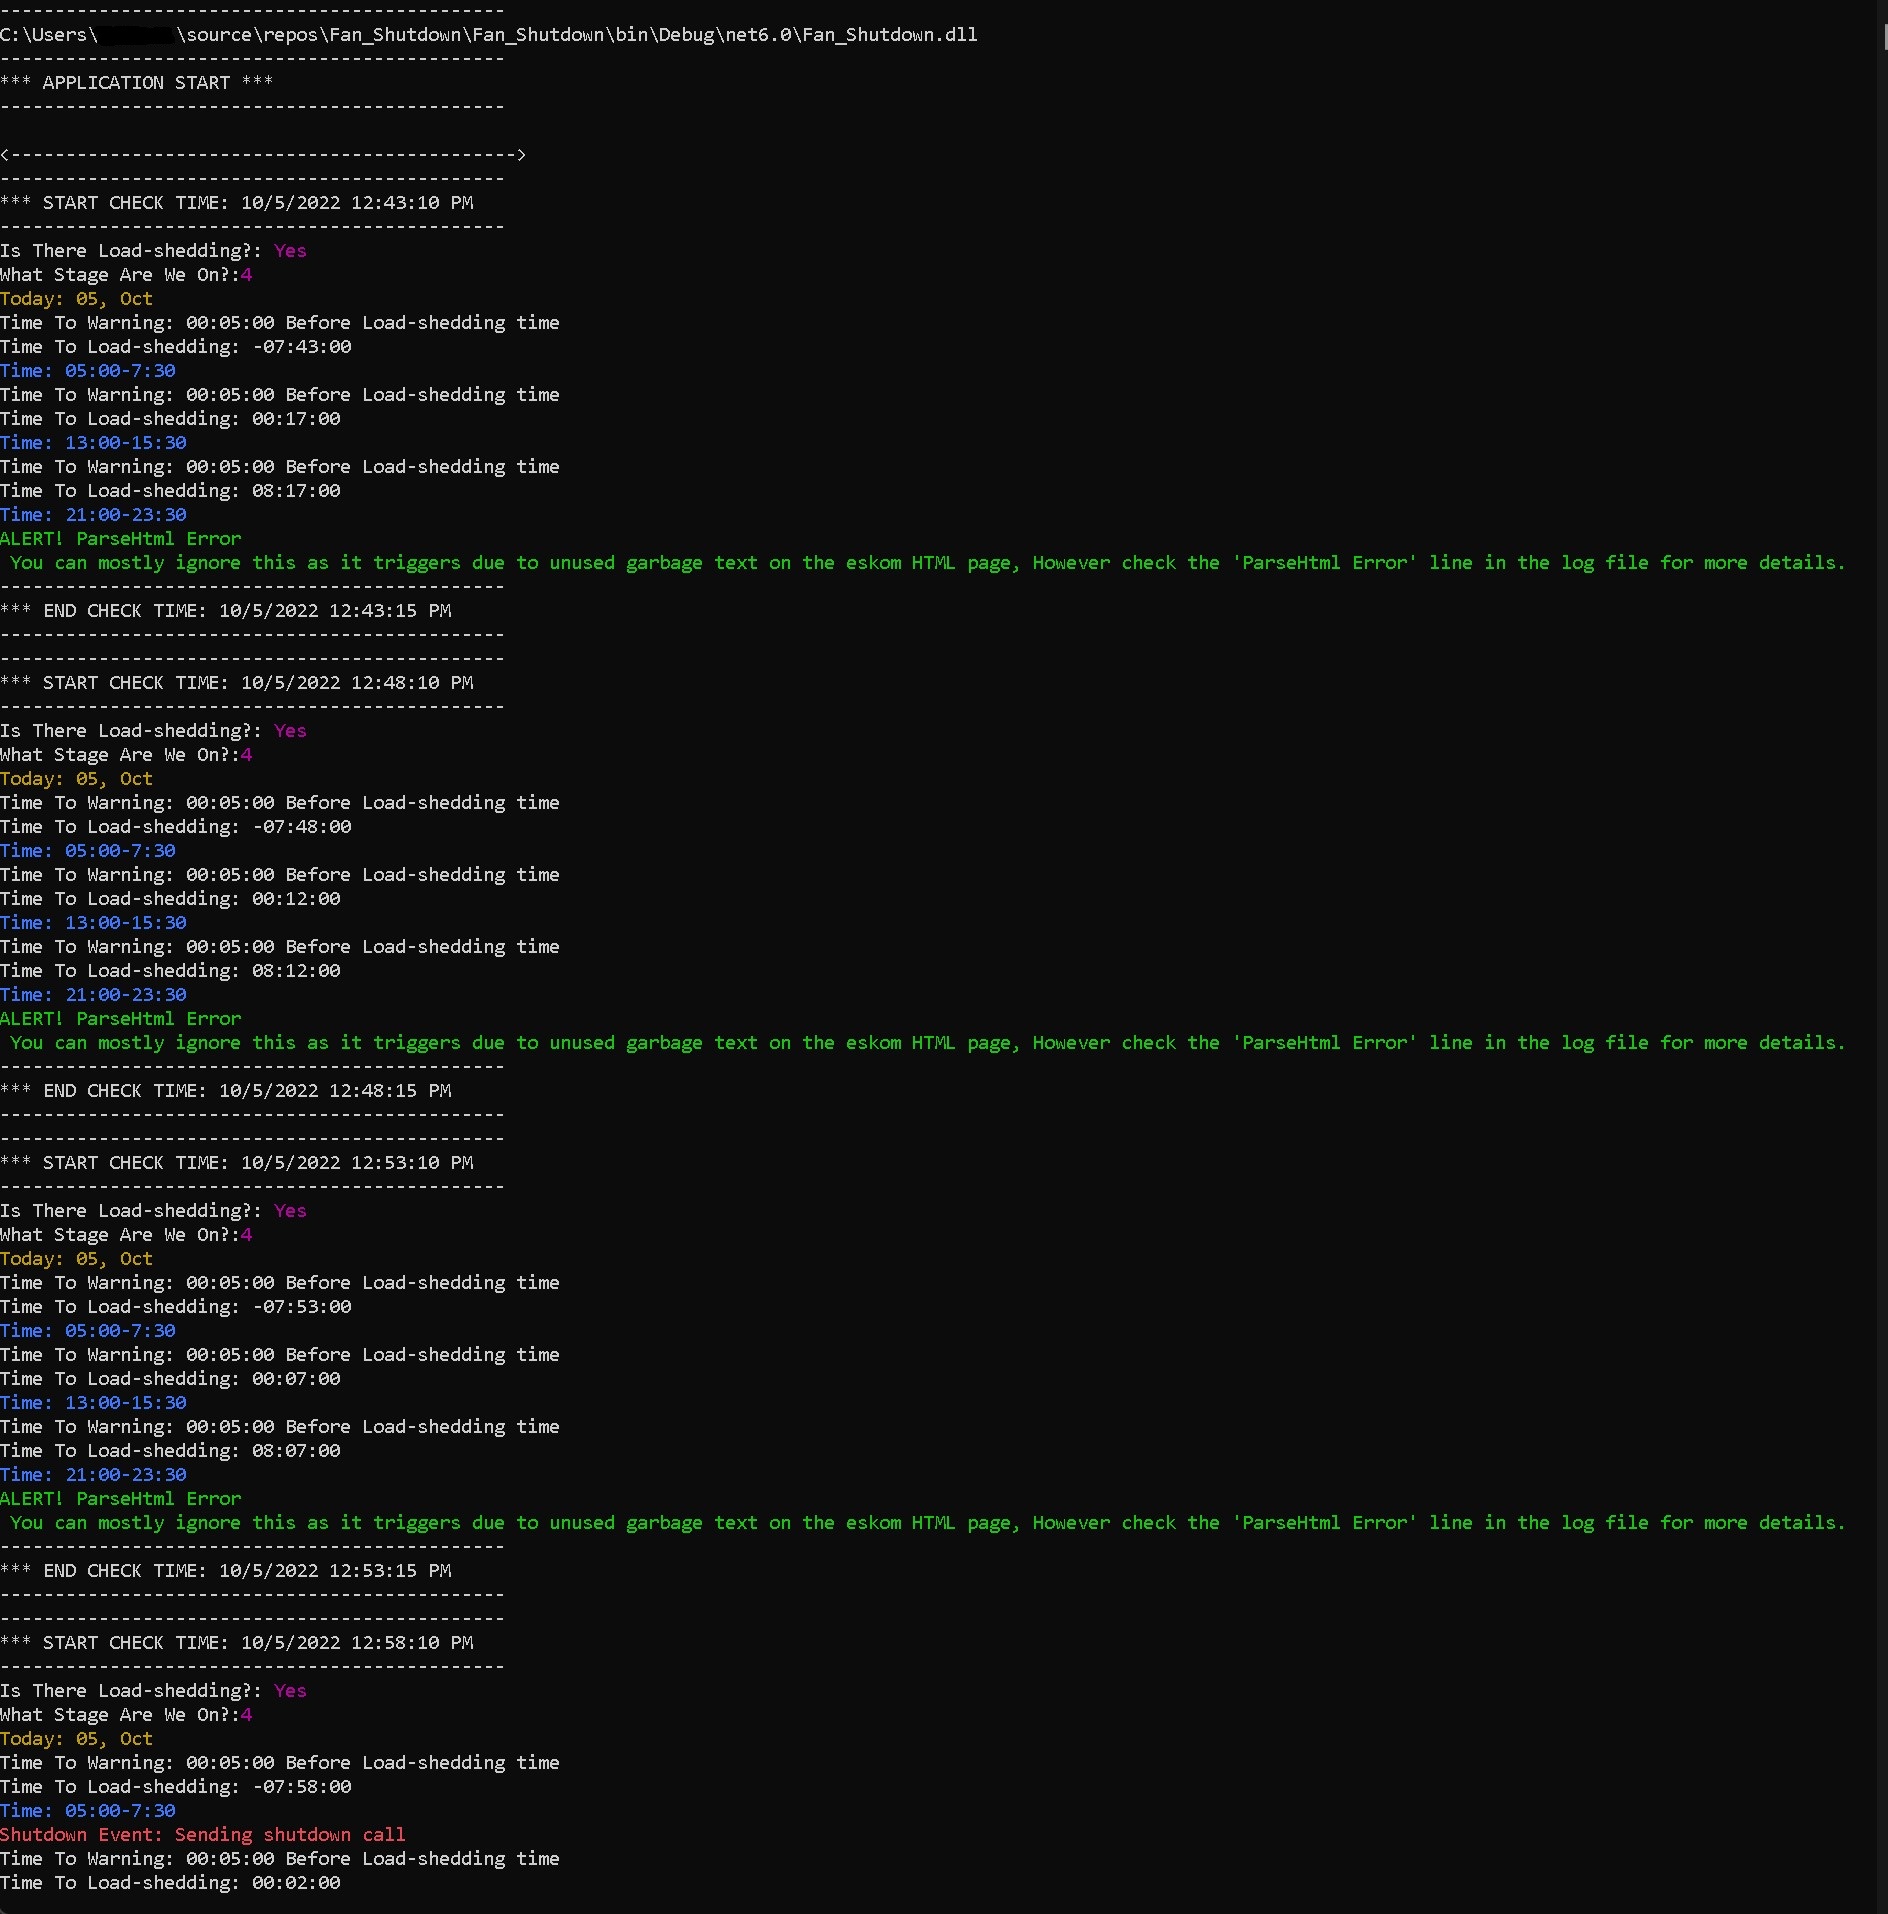 ----------------------------------------------
C:\Users\ \source\repos\Fan_Shutdown\Fan_Shutdown\bin\Debug\net6.0\Fan_Shutdown.dll
----------------------------------------------
*** APPLICATION START ***
----------------------------------------------
<---------------------------------------------->
----------------------------------------------
*** START CHECK TIME: 10/5/2022 12:43:10 PM
----------------------------------------------
Is There Load-shedding?: Yes
What Stage Are We On?:4
Today: 05, Oct
Time To Warning: 00:05:00 Before Load-shedding time
Time To Load-shedding: -07:43:00
Time: 05:00-7:30
Time To Warning: 00:05:00 Before Load-shedding time
Time To Load-shedding: 00:17:00
Time: 13:00-15:30
Time To Warning: 00:05:00 Before Load-shedding time
Time To Load-shedding: 08:17:00
Time: 21:00-23:30
ALERT! ParseHtml Error
 You can mostly ignore this as it triggers due to unused garbage text on the eskom HTML page, However check the 'ParseHtml Error' line in the log file for more details.
----------------------------------------------
*** END CHECK TIME: 10/5/2022 12:43:15 PM
----------------------------------------------
----------------------------------------------
*** START CHECK TIME: 10/5/2022 12:48:10 PM
----------------------------------------------
Is There Load-shedding?: Yes
What Stage Are We On?:4
Today: 05, Oct
Time To Warning: 00:05:00 Before Load-shedding time
Time To Load-shedding: -07:48:00
Time: 05:00-7:30
Time To Warning: 00:05:00 Before Load-shedding time
Time To Load-shedding: 00:12:00
Time: 13:00-15:30
Time To Warning: 00:05:00 Before Load-shedding time
Time To Load-shedding: 08:12:00
Time: 21:00-23:30
ALERT! ParseHtml Error
 You can mostly ignore this as it triggers due to unused garbage text on the eskom HTML page, However check the 'ParseHtml Error' line in the log file for more details.
----------------------------------------------
*** END CHECK TIME: 10/5/2022 12:48:15 PM
----------------------------------------------
----------------------------------------------
*** START CHECK TIME: 10/5/2022 12:53:10 PM
----------------------------------------------
Is There Load-shedding?: Yes
What Stage Are We On?:4
Today: 05, Oct
Time To Warning: 00:05:00 Before Load-shedding time
Time To Load-shedding: -07:53:00
Time: 05:00-7:30
Time To Warning: 00:05:00 Before Load-shedding time
Time To Load-shedding: 00:07:00
Time: 13:00-15:30
Time To Warning: 00:05:00 Before Load-shedding time
Time To Load-shedding: 08:07:00
Time: 21:00-23:30
ALERT! ParseHtml Error
 You can mostly ignore this as it triggers due to unused garbage text on the eskom HTML page, However check the 'ParseHtml Error' line in the log file for more details.
----------------------------------------------
*** END CHECK TIME: 10/5/2022 12:53:15 PM
----------------------------------------------
----------------------------------------------
*** START CHECK TIME: 10/5/2022 12:58:10 PM
----------------------------------------------
Is There Load-shedding?: Yes
What Stage Are We On?:4
Today: 05, Oct
Time To Warning: 00:05:00 Before Load-shedding time
Time To Load-shedding: -07:58:00
Time: 05:00-7:30
Shutdown Event: Sending shutdown call
Time To Warning: 00:05:00 Before Load-shedding time
Time To Load-shedding: 00:02:00